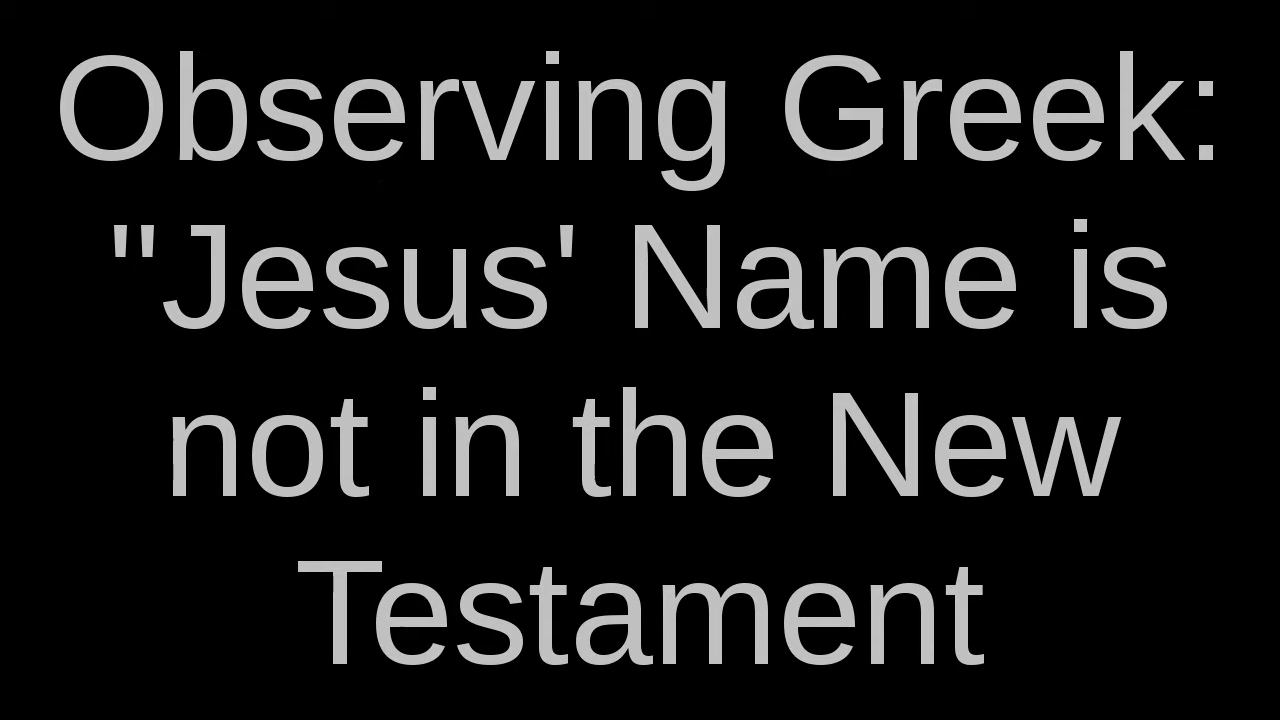 Observing Greek:
"Jesus' Name is
not in the New
Testament